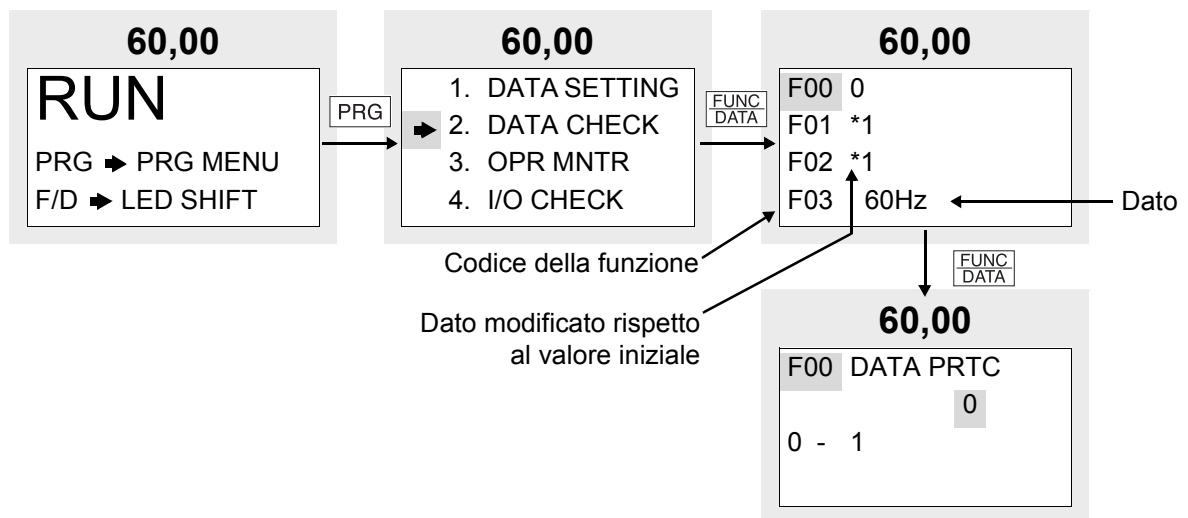 60,00
RUN
PRG ➨ PRG MENU
F/D ➨ LED SHIFT
PRG
60,00
1. DATA SETTING
➨ 2. DATA CHECK
3. OPR MNTR
4. I/O CHECK
FUNC
DATA
60,00
F00 0
F01 *1
F02 *1
F03 60Hz
Dato
Codice della funzione
Dato modificato rispetto
al valore iniziale
FUNC
DATA
60,00
F00 DATA PRTC
0
0 - 1